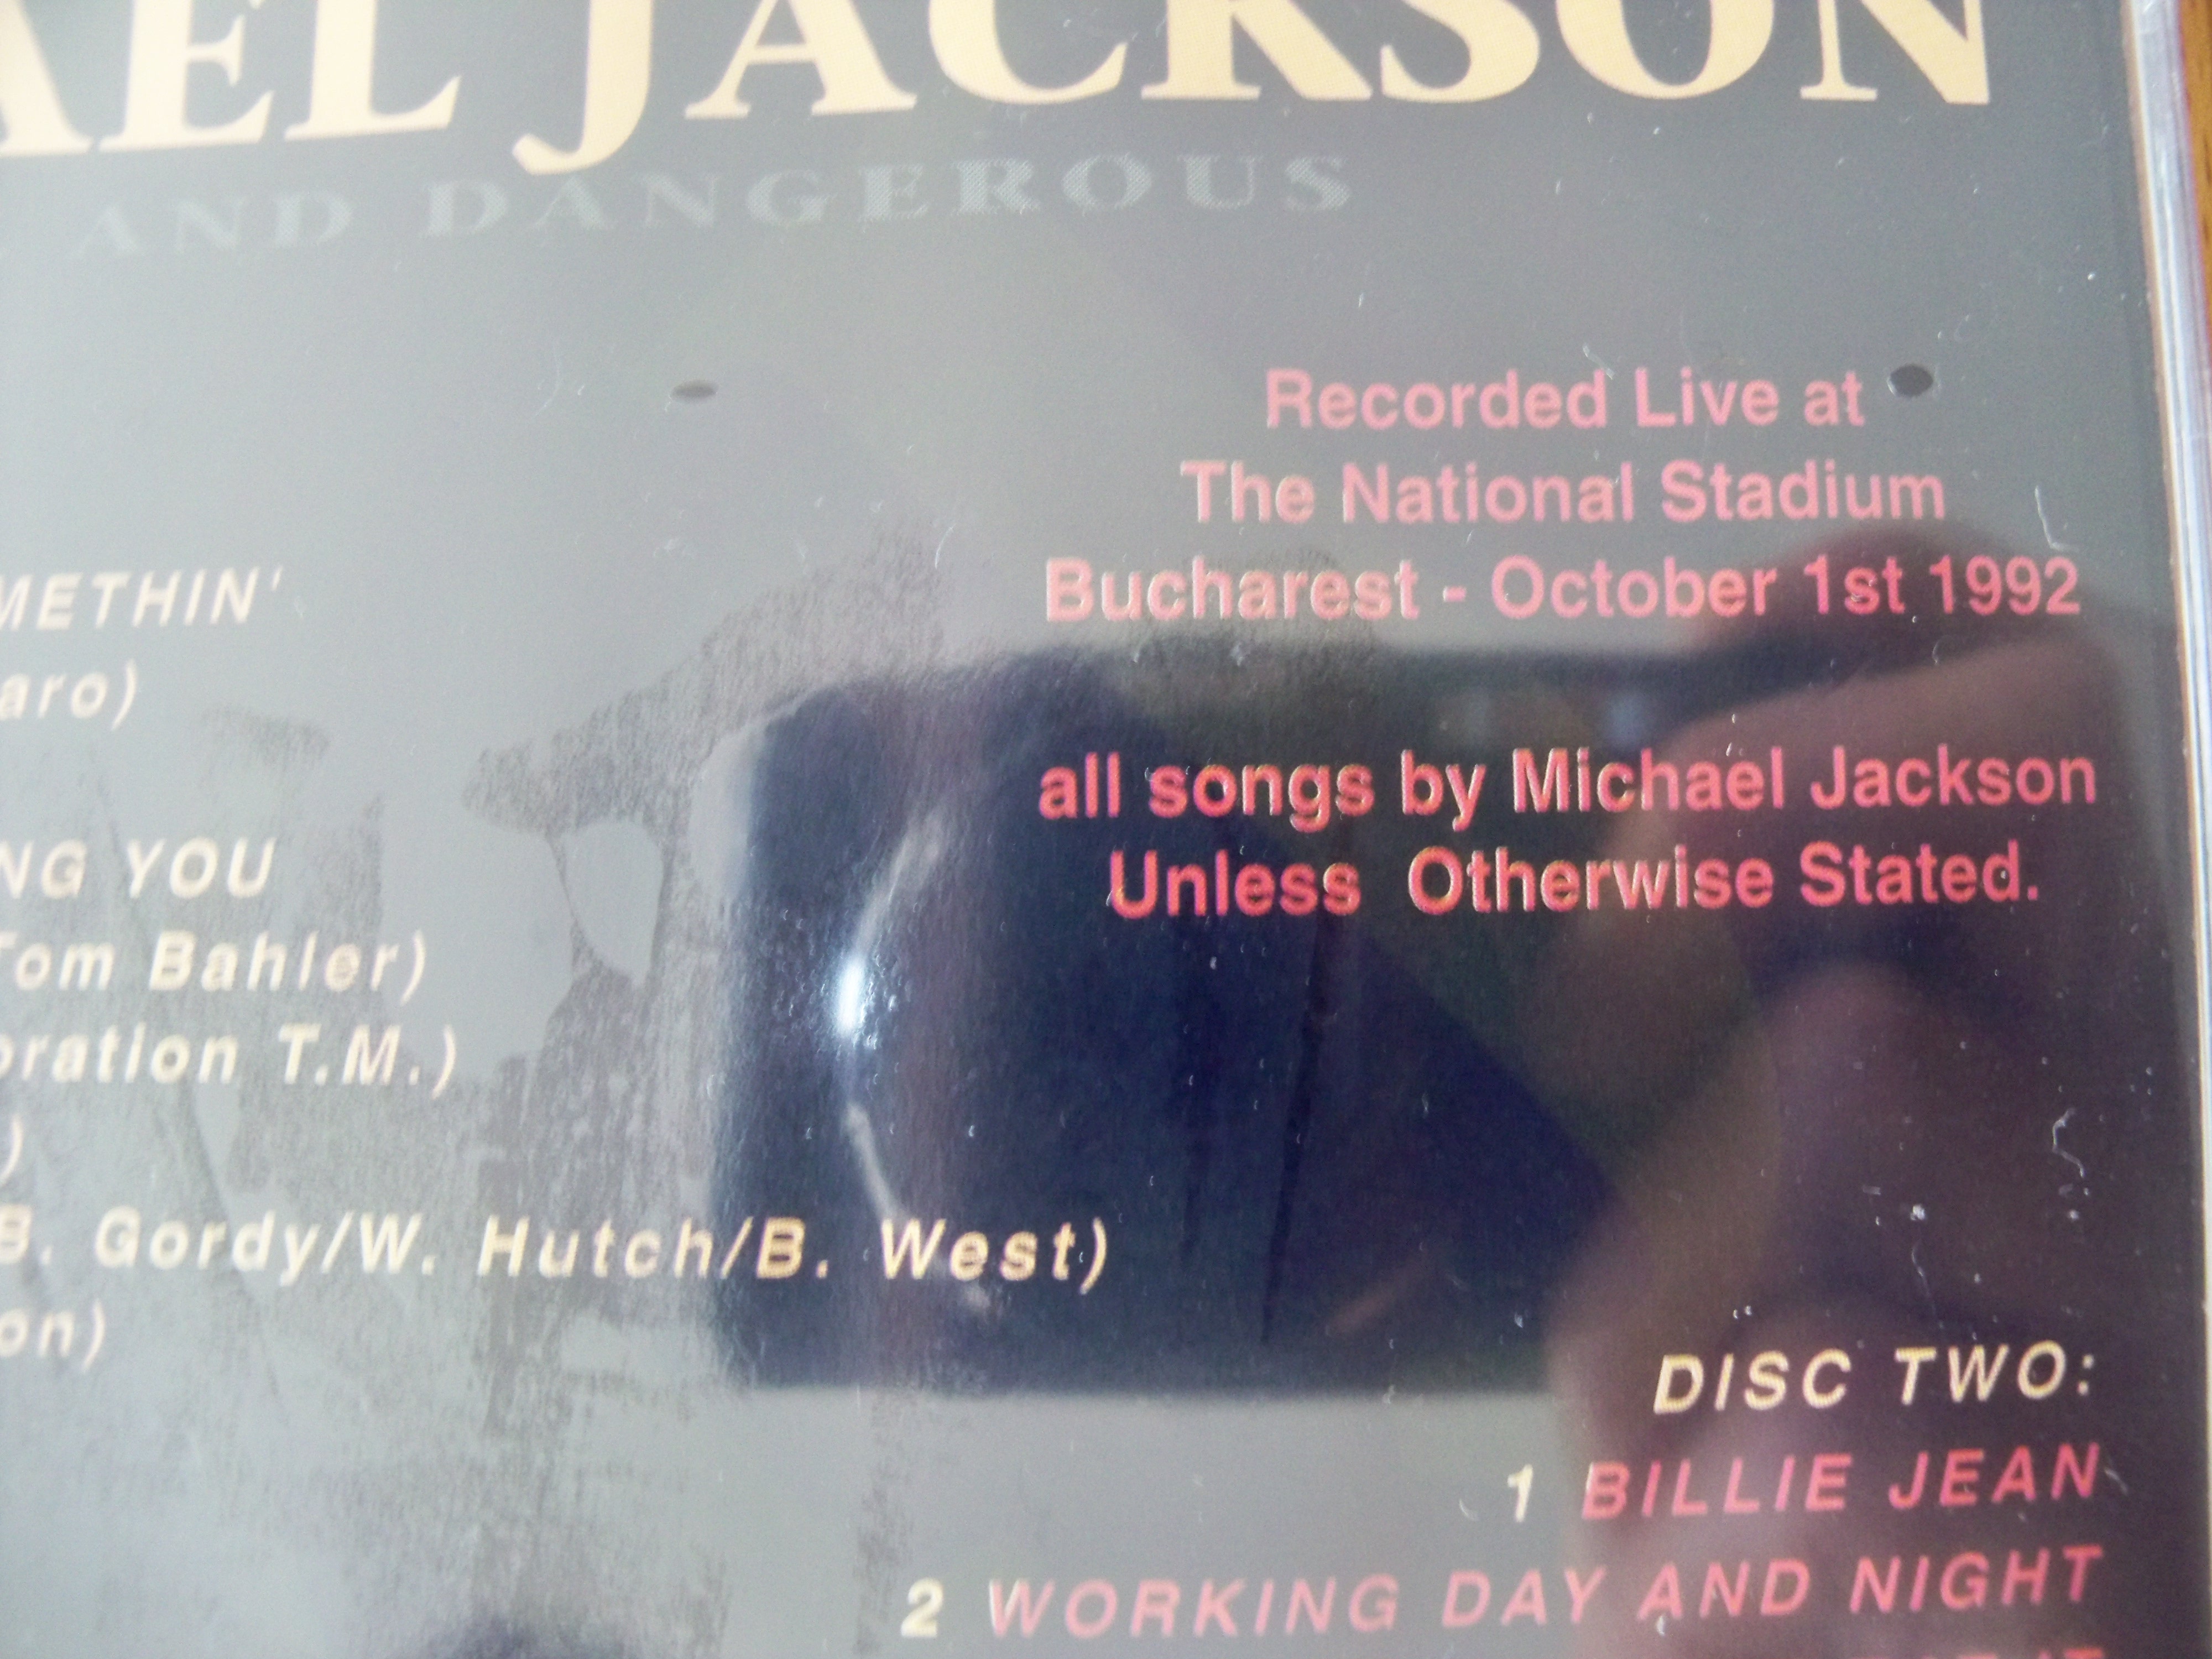 AEL JACKSON
AND DANGEROUS
Recorded Live at
The National Stadium
Bucharest - October 1st 1992
METHIN'
aro)
all songs by Michael Jackson
Unless Otherwise Stated.
NG YOU
Tom Bahler)
oration T.M.)
)
B. Gordy/W. Hutch/B. West)
on)
DISC TWO:
1 BILLIE JEAN
2 WORKING DAY AND NIGHT